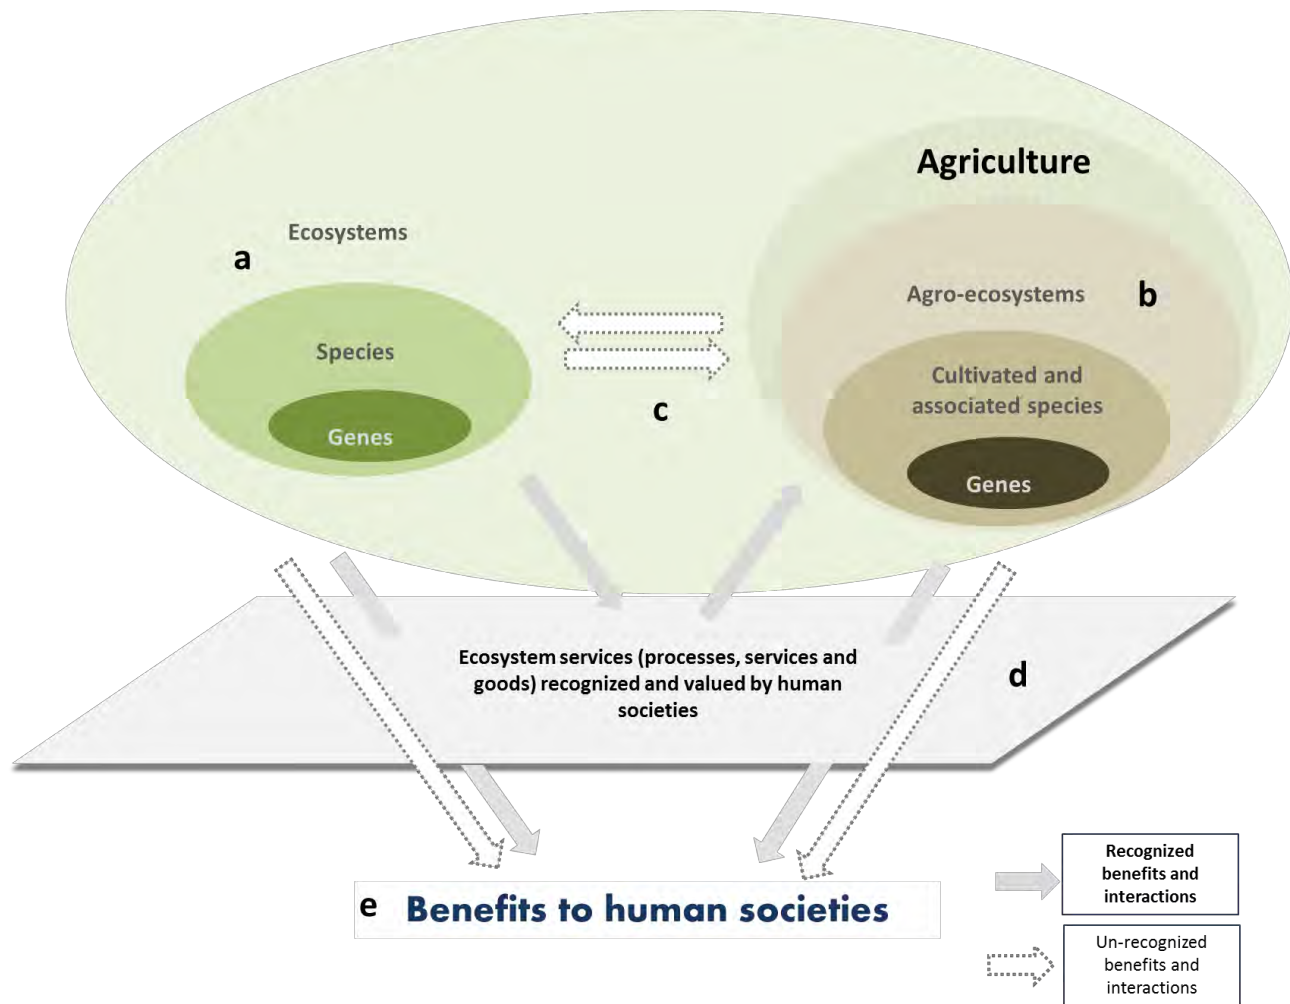 Agriculture
Ecosystems
a
Agro-ecosystems
b
Species
Cultivated and
associated species
c
Genes
Genes
Ecosystem services (processes, services and
goods) recognized and valued by human
societies
d
e
Benefits to human societies
Recognized
benefits and
interactions
Un-recognized
benefits and
interactions